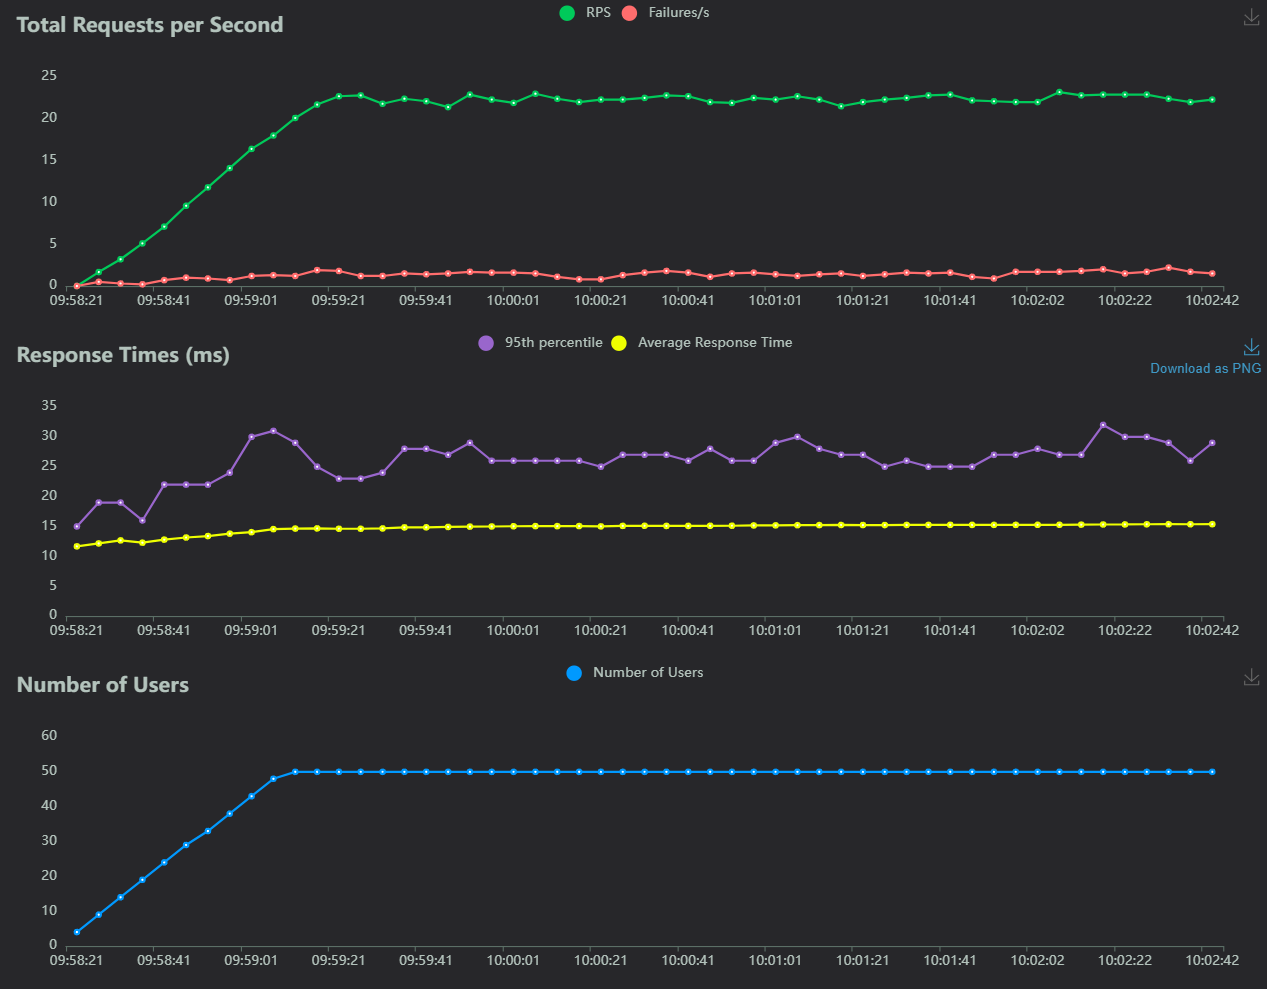 Total Requests per Second
RPS Failures/s
25
20
15
10
5
0
09:58:21 09:58:41 09:59:01 09:59:21 09:59:41 10:00:01 10:00:21 10:00:41 10:01:01 10:01:21 10:01:41 10:02:02 10:02:22 10:02:42
Response Times (ms)
95th percentile Average Response Time
Download as PNG
35
30
25
20
15
10
5
0
09:58:21 09:58:41 09:59:01 09:59:21 09:59:41 10:00:01 10:00:21 10:00:41 10:01:01 10:01:21 10:01:41 10:02:02 10:02:22 10:02:42
Number of Users
Number of Users
60
50
40
30
20
10
0
09:58:21 09:58:41 09:59:01 09:59:21 09:59:41 10:00:01 10:00:21 10:00:41 10:01:01 10:01:21 10:01:41 10:02:02 10:02:22 10:02:42